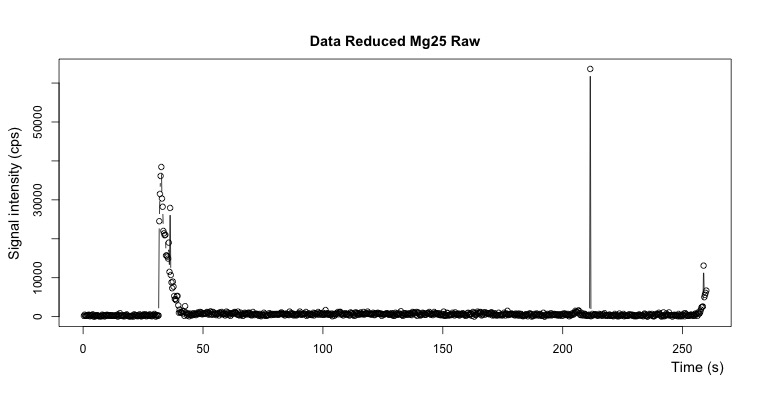 Data Reduced Mg25 Raw
Signal intensity (cps)
50000
30000
10000
0
0 50 100 150 200 250
Time (s)